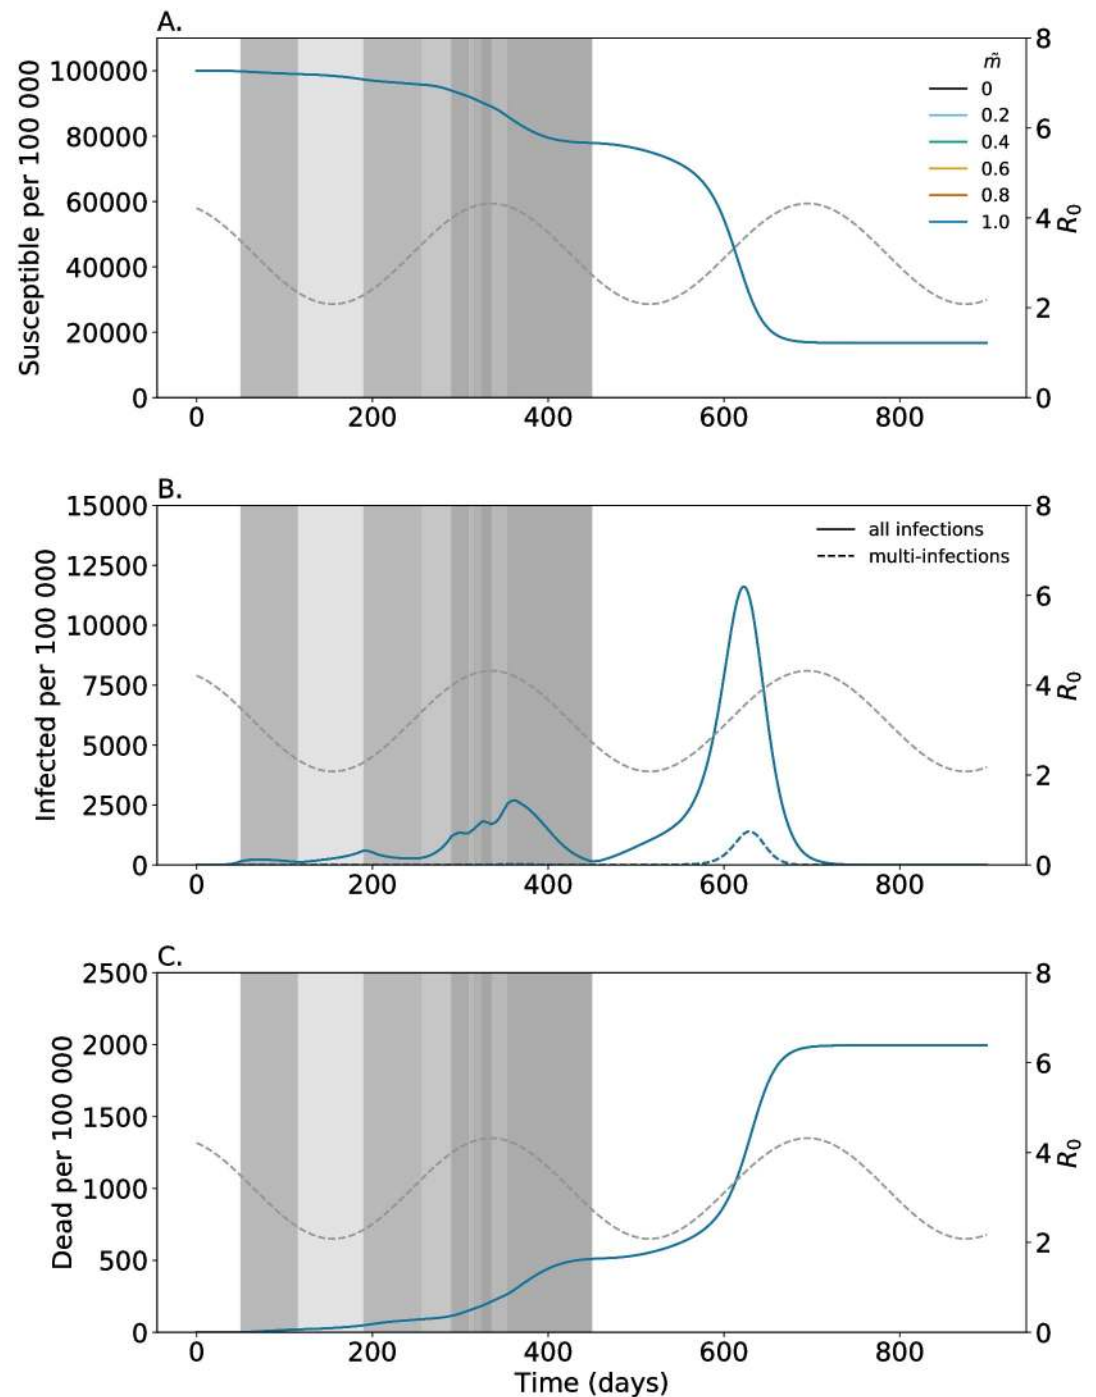 A.
Susceptible per 100 000
100000
80000
60000
40000
20000
0
0 200 400 600 800
8
6
4
2
0
R₀
m̃
0
0.2
0.4
0.6
0.8
1.0
B.
Infected per 100 000
15000
12500
10000
7500
5000
2500
0
0 200 400 600 800
8
6
4
2
0
R₀
all infections
multi-infections
C.
Dead per 100 000
2500
2000
1500
1000
500
0
0 200 400 600 800
8
6
4
2
0
R₀
Time (days)